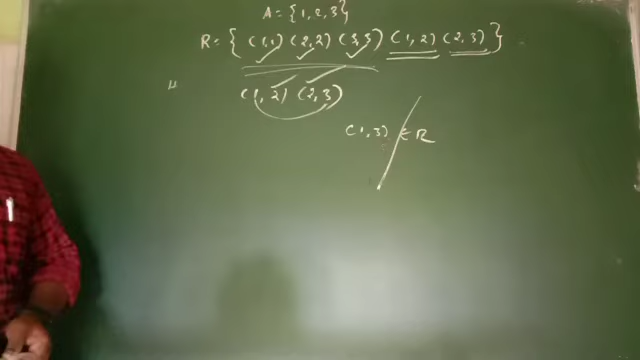 A = {1, 2, 3}
R = { (1,1) (2,2) (3,3) (1,2) (2,3) }
(1, 2) (2, 3)
(1, 3) ∈ R